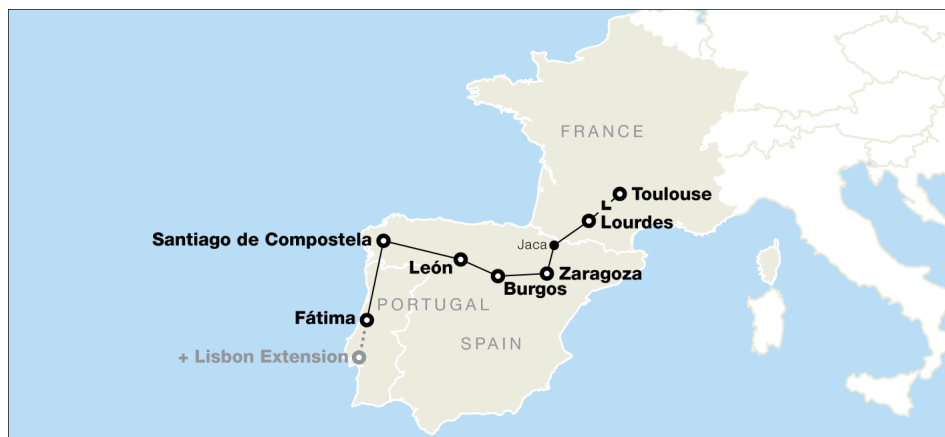 FRANCE
Toulouse
L
Lourdes
Santiago de Compostela
Jaca
León
Zaragoza
Burgos
PORTUGAL
Fátima
SPAIN
+ Lisbon Extension